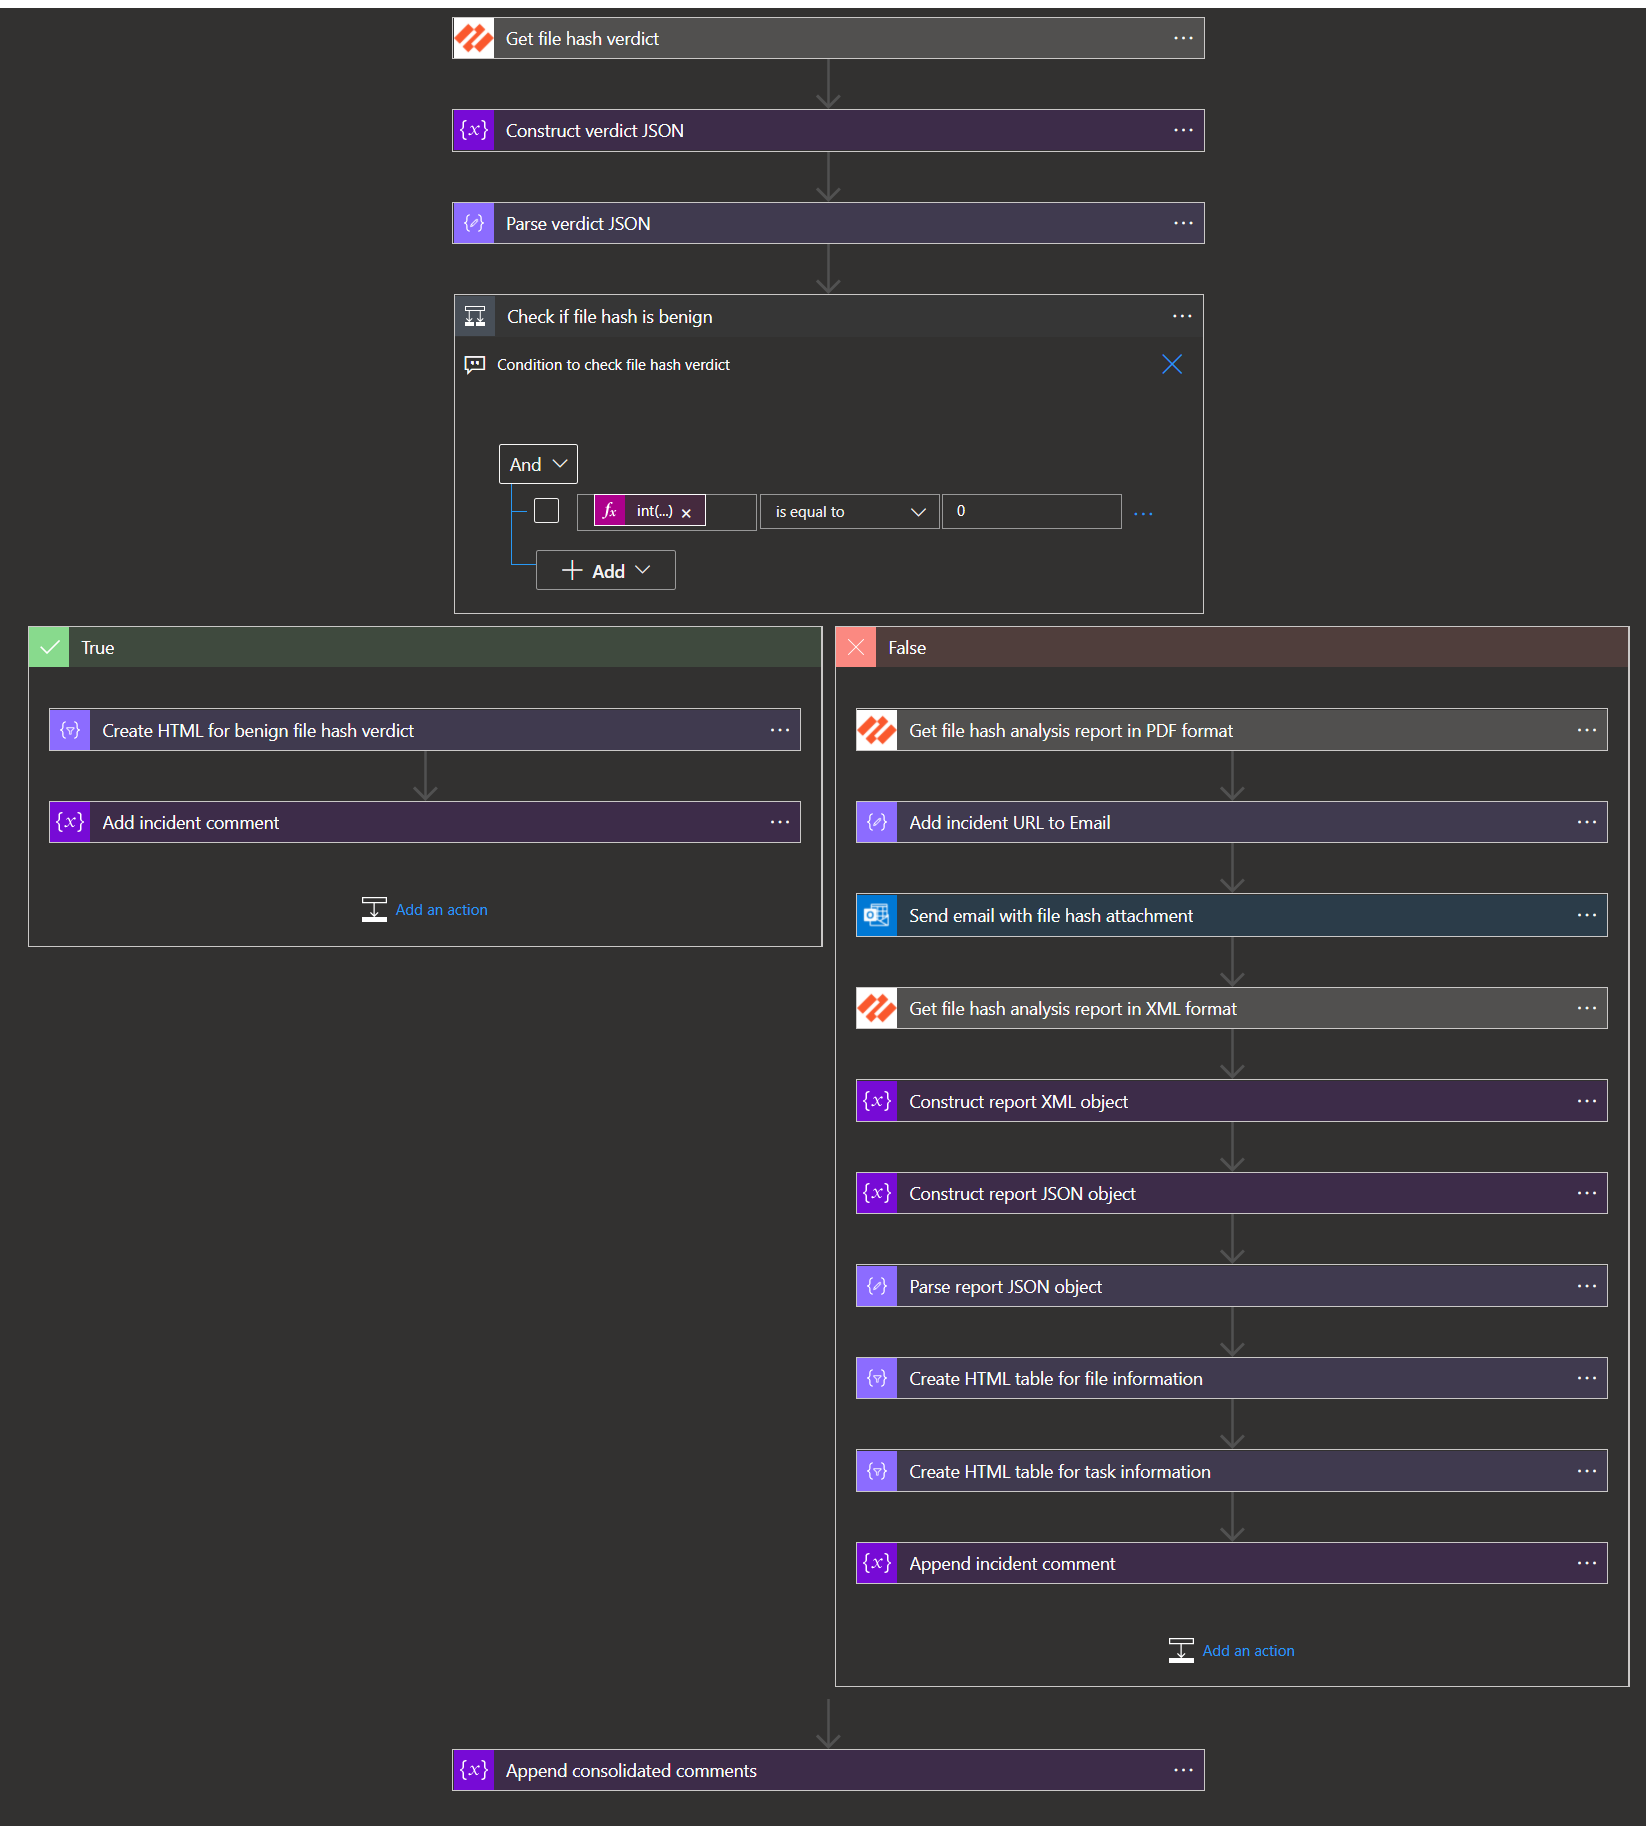 Get file hash verdict
{x} Construct verdict JSON
Parse verdict JSON
Check if file hash is benign
Condition to check file hash verdict
And
fx int(...) × is equal to 0
Add
True
Create HTML for benign file hash verdict
{x} Add incident comment
Add an action
False
Get file hash analysis report in PDF format
Add incident URL to Email
Send email with file hash attachment
Get file hash analysis report in XML format
{x} Construct report XML object
{x} Construct report JSON object
Parse report JSON object
Create HTML table for file information
Create HTML table for task information
{x} Append incident comment
Add an action
{x} Append consolidated comments